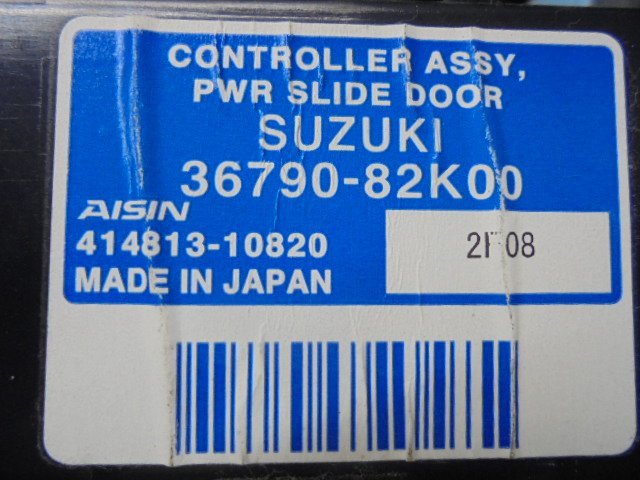 CONTROLLER ASSY,
PWR SLIDE DOOR
SUZUKI
36790-82K00
AISIN
414813-10820
MADE IN JAPAN